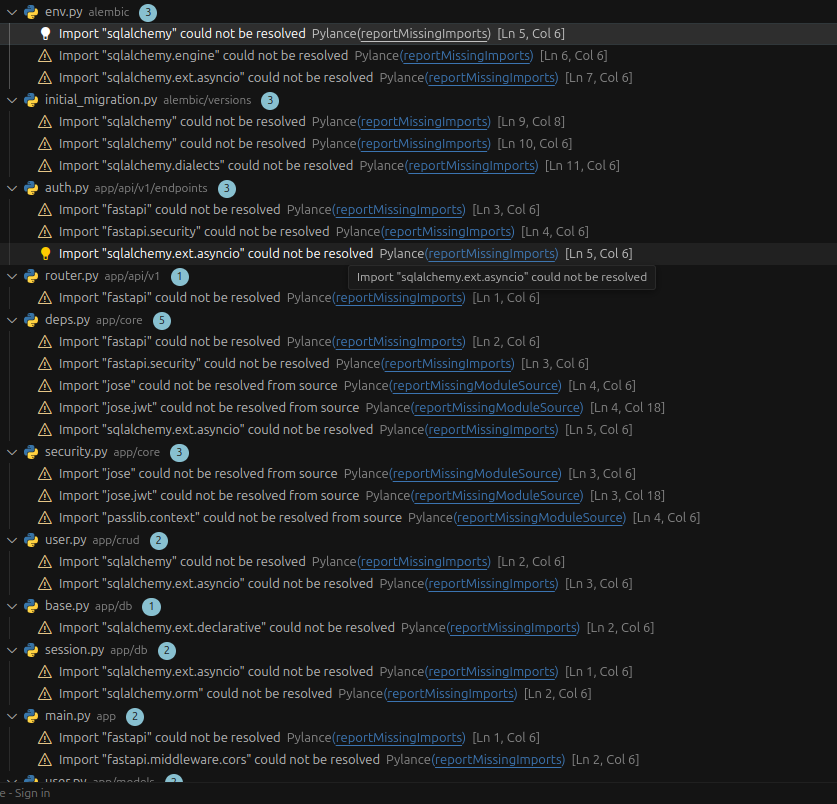 env.py alembic 3
Import "sqlalchemy" could not be resolved Pylance(reportMissingImports) [Ln 5, Col 6]
Import "sqlalchemy.engine" could not be resolved Pylance(reportMissingImports) [Ln 6, Col 6]
Import "sqlalchemy.ext.asyncio" could not be resolved Pylance(reportMissingImports) [Ln 7, Col 6]
initial_migration.py alembic/versions 3
Import "sqlalchemy" could not be resolved Pylance(reportMissingImports) [Ln 9, Col 8]
Import "sqlalchemy" could not be resolved Pylance(reportMissingImports) [Ln 10, Col 6]
Import "sqlalchemy.dialects" could not be resolved Pylance(reportMissingImports) [Ln 11, Col 6]
auth.py app/api/v1/endpoints 3
Import "fastapi" could not be resolved Pylance(reportMissingImports) [Ln 3, Col 6]
Import "fastapi.security" could not be resolved Pylance(reportMissingImports) [Ln 4, Col 6]
Import "sqlalchemy.ext.asyncio" could not be resolved Pylance(reportMissingImports) [Ln 5, Col 6]
router.py app/api/v1 1
Import "sqlalchemy.ext.asyncio" could not be resolved
Import "fastapi" could not be resolved Pylance(reportMissingImports) [Ln 1, Col 6]
deps.py app/core 5
Import "fastapi" could not be resolved Pylance(reportMissingImports) [Ln 2, Col 6]
Import "fastapi.security" could not be resolved Pylance(reportMissingImports) [Ln 3, Col 6]
Import "jose" could not be resolved from source Pylance(reportMissingModuleSource) [Ln 4, Col 6]
Import "jose.jwt" could not be resolved from source Pylance(reportMissingModuleSource) [Ln 4, Col 18]
Import "sqlalchemy.ext.asyncio" could not be resolved Pylance(reportMissingImports) [Ln 5, Col 6]
security.py app/core 3
Import "jose" could not be resolved from source Pylance(reportMissingModuleSource) [Ln 3, Col 6]
Import "jose.jwt" could not be resolved from source Pylance(reportMissingModuleSource) [Ln 3, Col 18]
Import "passlib.context" could not be resolved from source Pylance(reportMissingModuleSource) [Ln 4, Col 6]
user.py app/crud 2
Import "sqlalchemy" could not be resolved Pylance(reportMissingImports) [Ln 2, Col 6]
Import "sqlalchemy.ext.asyncio" could not be resolved Pylance(reportMissingImports) [Ln 3, Col 6]
base.py app/db 1
Import "sqlalchemy.ext.declarative" could not be resolved Pylance(reportMissingImports) [Ln 2, Col 6]
session.py app/db 2
Import "sqlalchemy.ext.asyncio" could not be resolved Pylance(reportMissingImports) [Ln 1, Col 6]
Import "sqlalchemy.orm" could not be resolved Pylance(reportMissingImports) [Ln 2, Col 6]
main.py app 2
Import "fastapi" could not be resolved Pylance(reportMissingImports) [Ln 1, Col 6]
Import "fastapi.middleware.cors" could not be resolved Pylance(reportMissingImports) [Ln 2, Col 6]
user.py app/models
e - Sign in